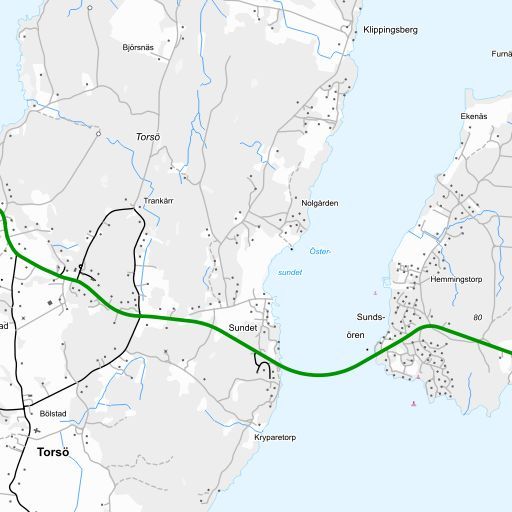 Klippingsberg
Björsnäs
Furnä
Ekenäs
Torsö
Trankärr
Nolgården
Öster-
sundet
Hemmingstorp
Sunds-
ören
80
Sundet
ad
Bölstad
Kryparetorp
Torsö